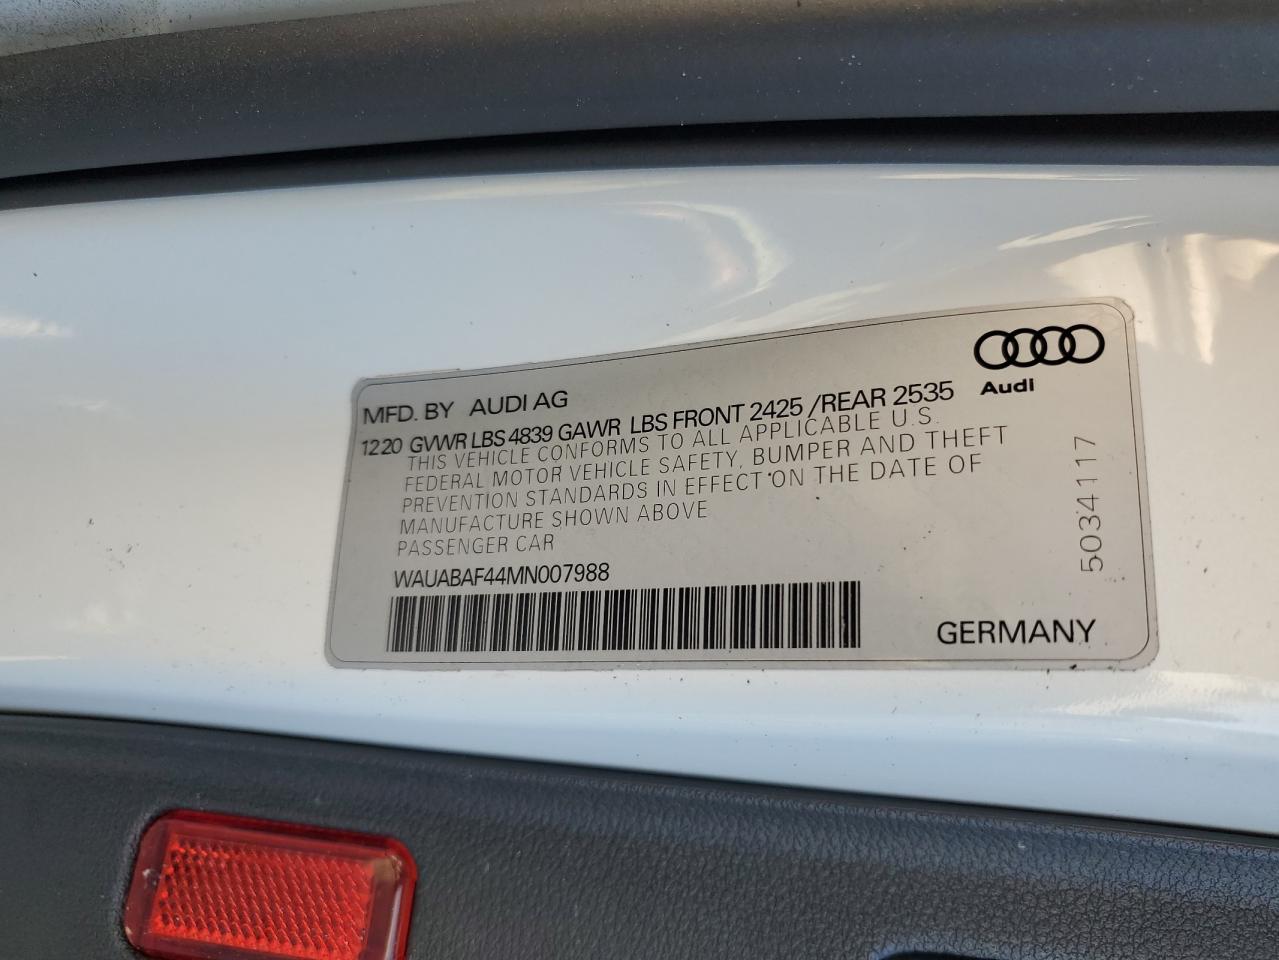 Audi
MFD. BY AUDI AG
12 20 GVWR LBS 4839 GAWR LBS FRONT 2425 /REAR 2535
THIS VEHICLE CONFORMS TO ALL APPLICABLE U.S.
FEDERAL MOTOR VEHICLE SAFETY, BUMPER AND THEFT
PREVENTION STANDARDS IN EFFECT ON THE DATE OF
MANUFACTURE SHOWN ABOVE
PASSENGER CAR
WAUABAF44MN007988
5034117
GERMANY